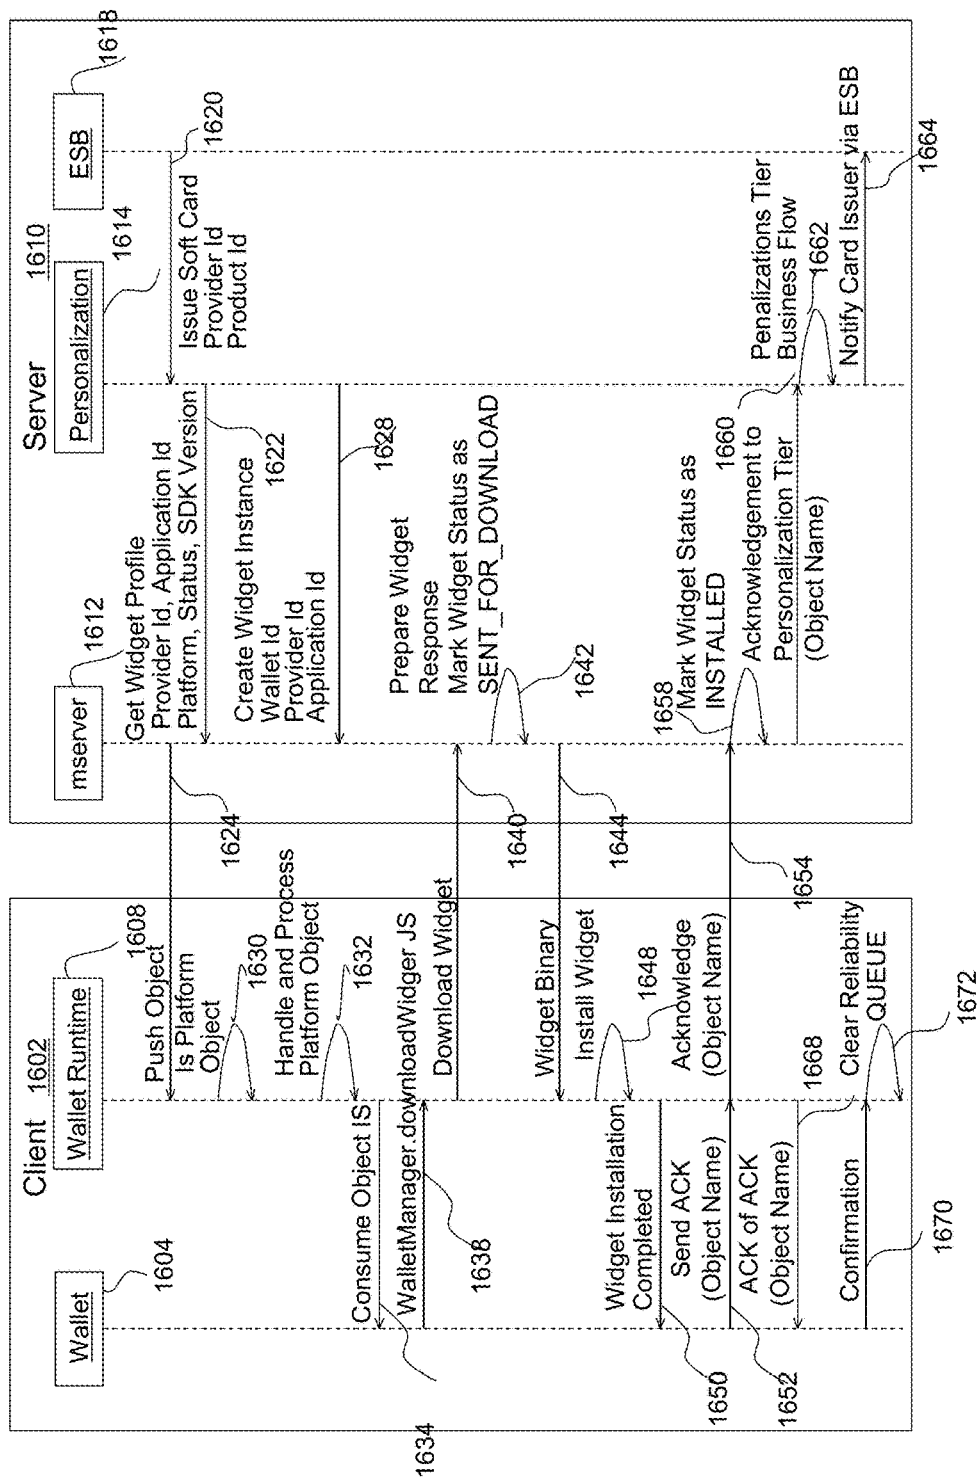 Client 1602
Wallet
1604
Wallet Runtime
1608
Server 1610
mserver
1612
Personalization
1614
ESB
1618
Issue Soft Card
Provider Id
Product Id
1620
Get Widget Profile
Provider Id, Application Id
Platform, Status, SDK Version
1622
Push Object
1624
Is Platform
Object
1630
Create Widget Instance
Wallet Id
Provider Id
Application Id
1628
Handle and Process
Platform Object
1632
Consume Object IS
1634
WalletManager.downloadWidger JS
1638
Download Widget
1640
Prepare Widget
Response
Mark Widget Status as
SENT_FOR_DOWNLOAD
1642
Widget Binary
1644
Install Widget
1648
Widget Installation
Completed
1650
Send ACK
(Object Name)
1652
Acknowledge
(Object Name)
1654
1658
Mark Widget Status as
INSTALLED
Acknowledgement to
Personalization Tier
(Object Name)
1660
Penalizations Tier
Business Flow
1662
Notify Card Issuer via ESB
1664
ACK of ACK
(Object Name)
1668
Confirmation
1670
Clear Reliability
QUEUE
1672